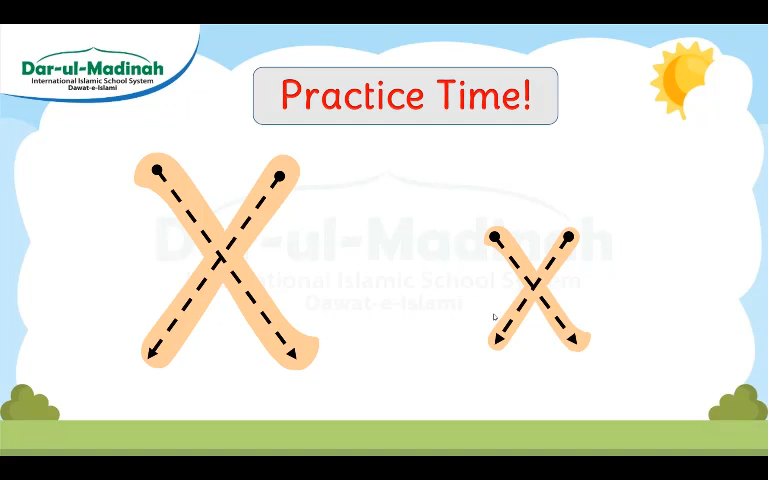 Dar-ul-Madinah
International Islamic School System
Dawat-e-Islami
Practice Time!
X x
Dar-ul-Madinah
International Islamic School System
Dawat-e-Islami